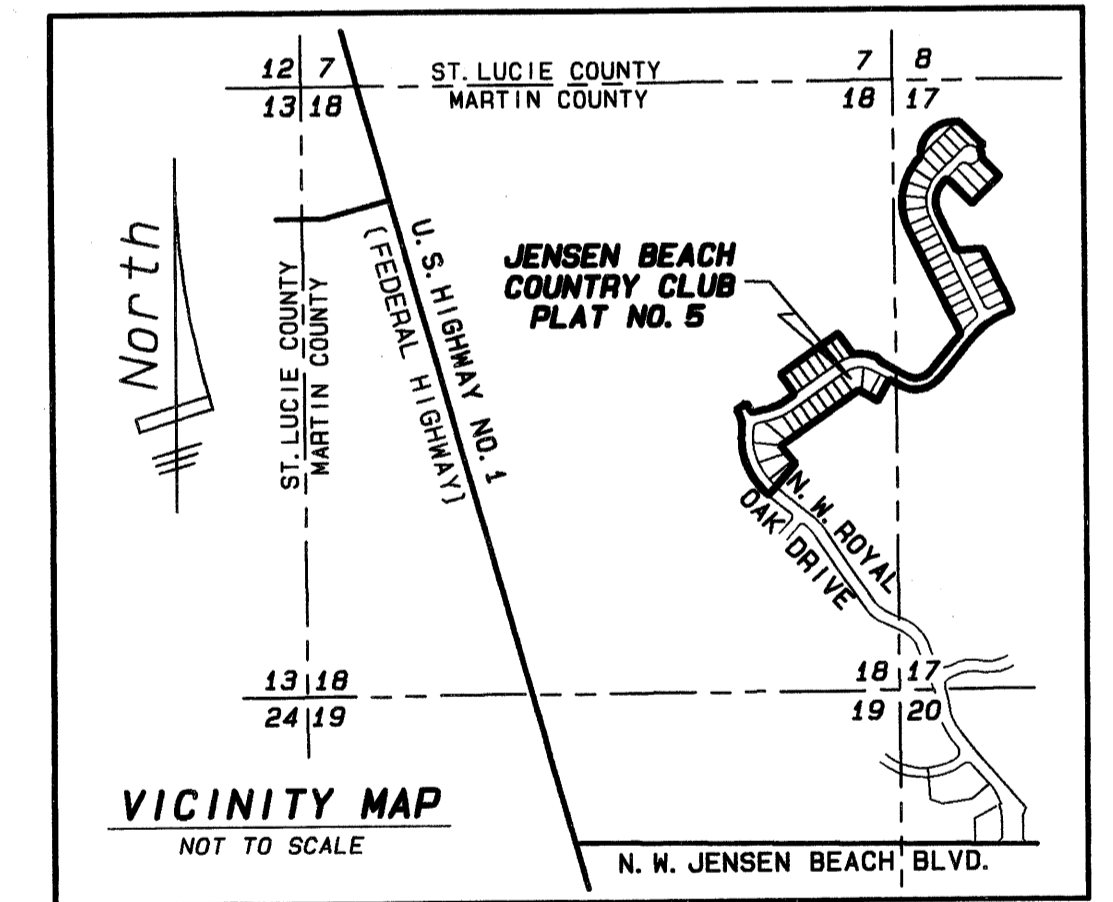 12 7
13 18
ST. LUCIE COUNTY
MARTIN COUNTY
7 8
18 17
North
ST. LUCIE COUNTY
MARTIN COUNTY
U. S. HIGHWAY NO. 1
(FEDERAL HIGHWAY)
JENSEN BEACH
COUNTRY CLUB
PLAT NO. 5
N. W. ROYAL
OAK DRIVE
13 18
24 19
18 17
19 20
VICINITY MAP
NOT TO SCALE
N. W. JENSEN BEACH BLVD.